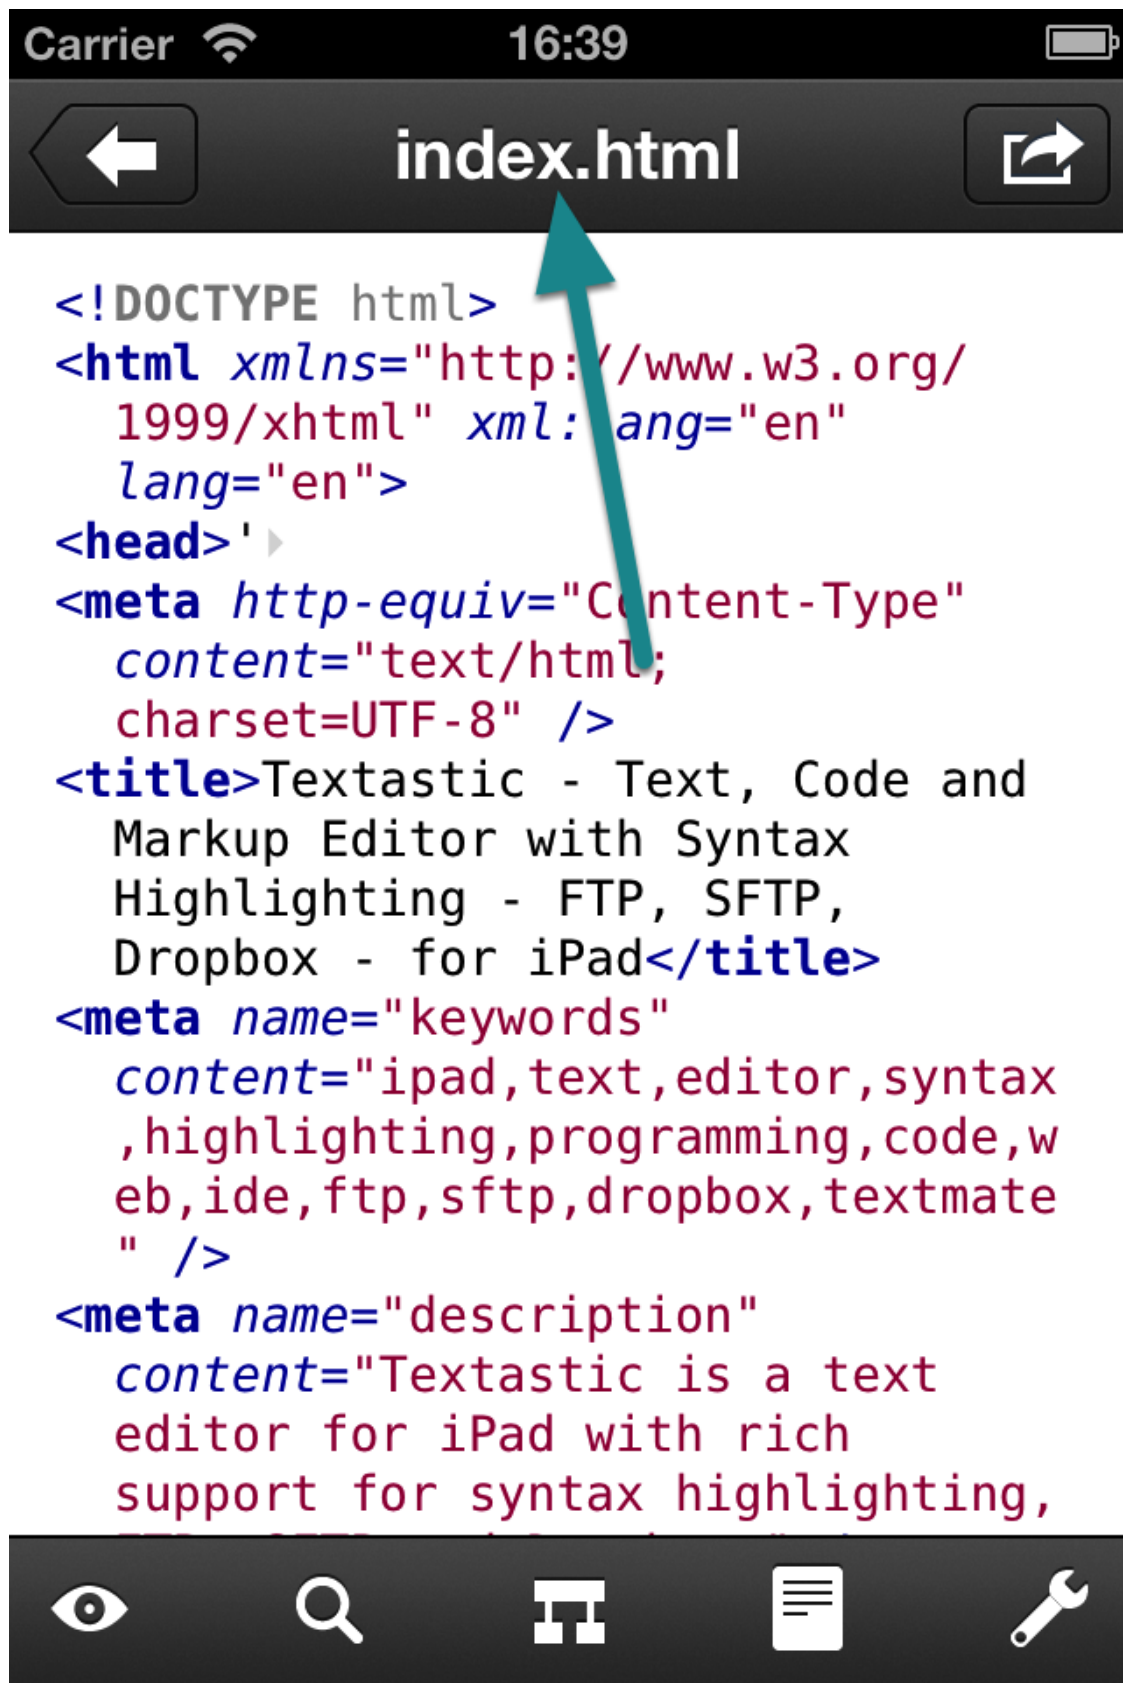 Carrier 16:39
index.html
<!DOCTYPE html>
<html xmlns="http://www.w3.org/
1999/xhtml" xml:lang="en"
lang="en">
<head>'
<meta http-equiv="Content-Type"
content="text/html;
charset=UTF-8" />
<title>Textastic - Text, Code and
Markup Editor with Syntax
Highlighting - FTP, SFTP,
Dropbox - for iPad</title>
<meta name="keywords"
content="ipad,text,editor,syntax
,highlighting,programming,code,w
eb,ide,ftp,sftp,dropbox,textmate
" />
<meta name="description"
content="Textastic is a text
editor for iPad with rich
support for syntax highlighting,